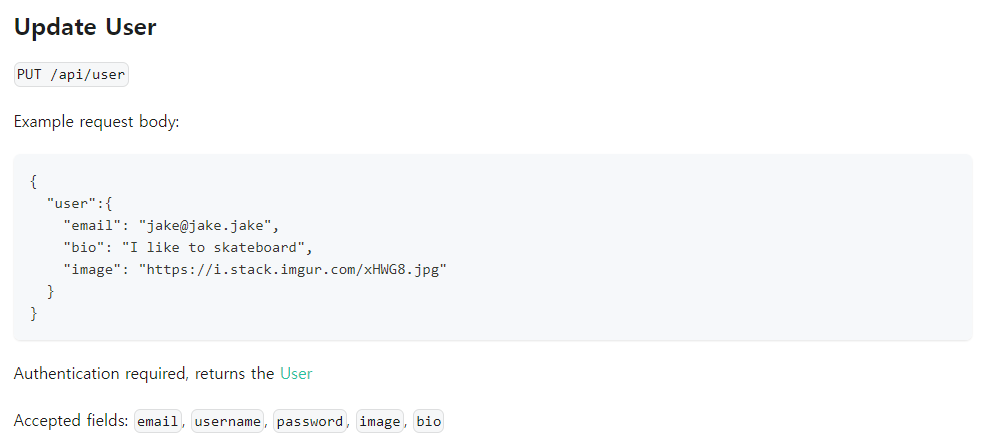 Update User
PUT /api/user
Example request body:
{
  "user":{
    "email": "jake@jake.jake",
    "bio": "I like to skateboard",
    "image": "https://i.stack.imgur.com/xHWG8.jpg"
  }
}
Authentication required, returns the User
Accepted fields: email, username, password, image, bio